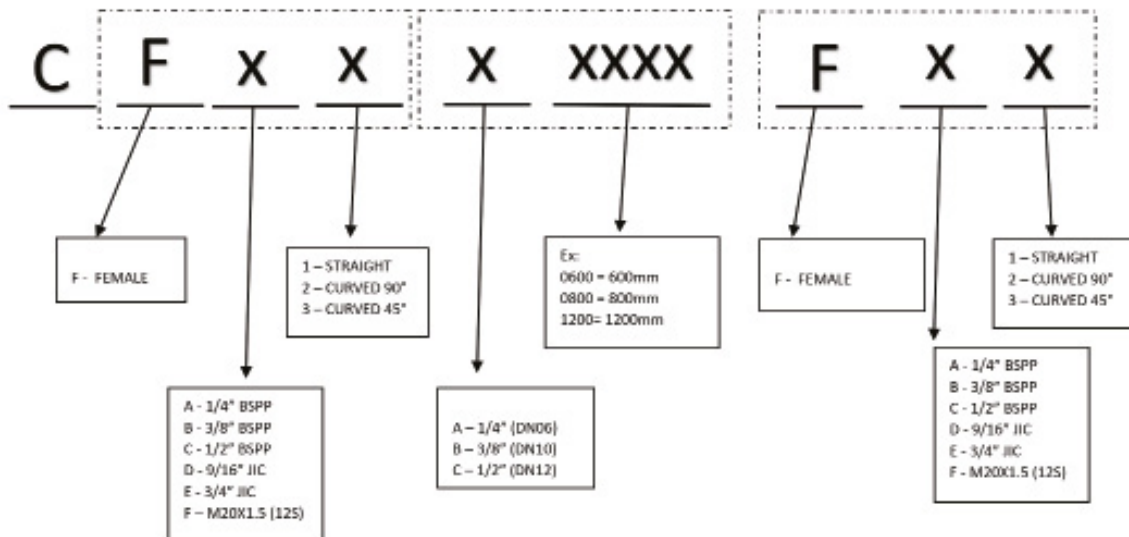 C F x x x xxxx F x x
F - FEMALE
1 – STRAIGHT
2 – CURVED 90°
3 – CURVED 45°
Ex:
0600 = 600mm
0800 = 800mm
1200= 1200mm
F - FEMALE
1 – STRAIGHT
2 – CURVED 90°
3 – CURVED 45°
A - 1/4" BSPP
B - 3/8" BSPP
C - 1/2" BSPP
D - 9/16" JIC
E - 3/4" JIC
F – M20X1.5 (12S)
A – 1/4" (DN06)
B – 3/8" (DN10)
C – 1/2" (DN12)
A - 1/4" BSPP
B - 3/8" BSPP
C - 1/2" BSPP
D - 9/16" JIC
E - 3/4" JIC
F - M20X1.5 (12S)